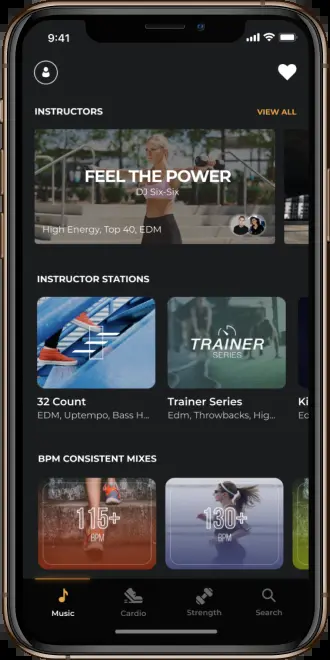 9:41
INSTRUCTORS
VIEW ALL
FEEL THE POWER
DJ Six-Six
High Energy, Top 40, EDM
INSTRUCTOR STATIONS
TRAINER
SERIES
32 Count
Trainer Series
Ki
EDM, Uptempo, Bass H...
Edm, Throwbacks, Hig...
Ed
BPM CONSISTENT MIXES
115+
BPM
130+
BPM
Music
Cardio
Strength
Search